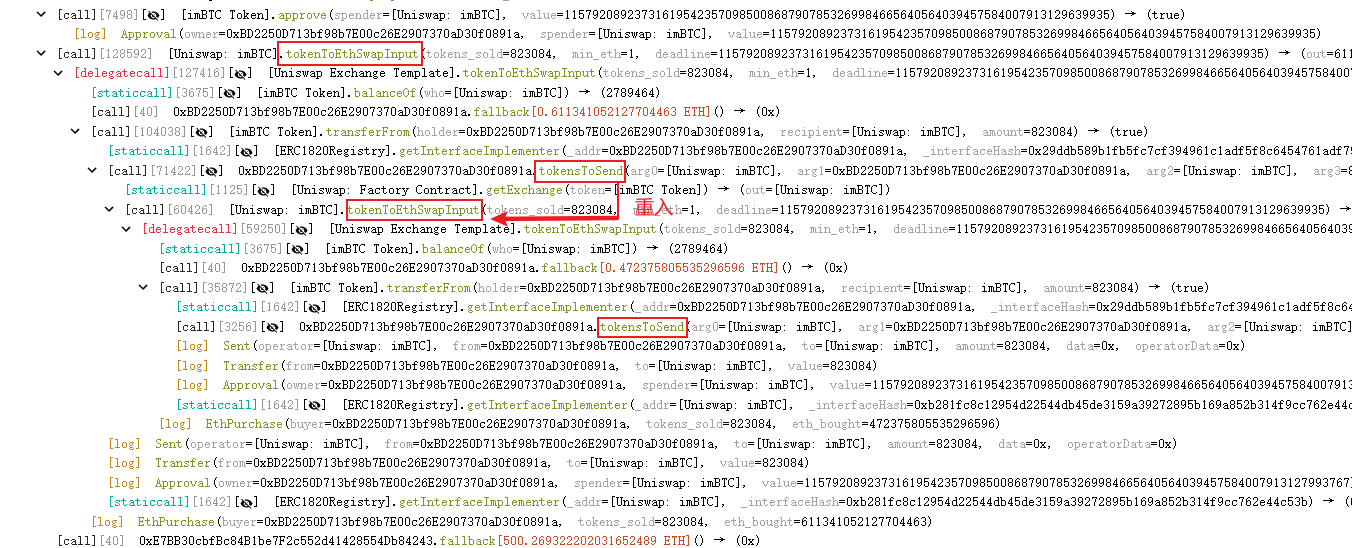 [call][7498] [imBTC Token].approve(spender=[Uniswap: imBTC], value=115792089237316195423570985008687907853269984665640564039457584007913129639935) → (true)
[log] Approval(owner=0xBD2250D713bf98b7E00c26E2907370aD30f0891a, spender=[Uniswap: imBTC], value=115792089237316195423570985008687907853269984665640564039457584007913129639935)
[call][128592] [Uniswap: imBTC].tokenToEthSwapInput(tokens_sold=823084, min_eth=1, deadline=115792089237316195423570985008687907853269984665640564039457584007913129639935) → (out=611
[delegatecall][127416] [Uniswap Exchange Template].tokenToEthSwapInput(tokens_sold=823084, min_eth=1, deadline=1157920892373161954235709850086879078532699846656405640394575840079
[staticcall][3675] [imBTC Token].balanceOf(who=[Uniswap: imBTC]) → (2789464)
[call][40] 0xBD2250D713bf98b7E00c26E2907370aD30f0891a.fallback[0.611341052127704463 ETH]() → (0x)
[call][104038] [imBTC Token].transferFrom(holder=0xBD2250D713bf98b7E00c26E2907370aD30f0891a, recipient=[Uniswap: imBTC], amount=823084) → (true)
[staticcall][1642] [ERC1820Registry].getInterfaceImplementer(_addr=0xBD2250D713bf98b7E00c26E2907370aD30f0891a, _interfaceHash=0x29ddb589b1fb5fc7cf394961c1adf5f8c6454761adf79
[call][71422] 0xBD2250D713bf98b7E00c26E2907370aD30f0891a.tokensToSend(arg0=[Uniswap: imBTC], arg1=0xBD2250D713bf98b7E00c26E2907370aD30f0891a, arg2=[Uniswap: imBTC], arg3=8
[staticcall][1125] [Uniswap: Factory Contract].getExchange(token=[imBTC Token]) → (out=[Uniswap: imBTC])
[call][60426] [Uniswap: imBTC].tokenToEthSwapInput(tokens_sold=823084, min_eth=1, deadline=115792089237316195423570985008687907853269984665640564039457584007913129639935) →
重入
[delegatecall][59250] [Uniswap Exchange Template].tokenToEthSwapInput(tokens_sold=823084, min_eth=1, deadline=115792089237316195423570985008687907853269984665640564039
[staticcall][3675] [imBTC Token].balanceOf(who=[Uniswap: imBTC]) → (2789464)
[call][40] 0xBD2250D713bf98b7E00c26E2907370aD30f0891a.fallback[0.472375805535296596 ETH]() → (0x)
[call][35872] [imBTC Token].transferFrom(holder=0xBD2250D713bf98b7E00c26E2907370aD30f0891a, recipient=[Uniswap: imBTC], amount=823084) → (true)
[staticcall][1642] [ERC1820Registry].getInterfaceImplementer(_addr=0xBD2250D713bf98b7E00c26E2907370aD30f0891a, _interfaceHash=0x29ddb589b1fb5fc7cf394961c1adf5f8c64
[call][3256] 0xBD2250D713bf98b7E00c26E2907370aD30f0891a.tokensToSend(arg0=[Uniswap: imBTC], arg1=0xBD2250D713bf98b7E00c26E2907370aD30f0891a, arg2=[Uniswap: imBTC],
[log] Sent(operator=[Uniswap: imBTC], from=0xBD2250D713bf98b7E00c26E2907370aD30f0891a, to=[Uniswap: imBTC], amount=823084, data=0x, operatorData=0x)
[log] Transfer(from=0xBD2250D713bf98b7E00c26E2907370aD30f0891a, to=[Uniswap: imBTC], value=823084)
[log] Approval(owner=0xBD2250D713bf98b7E00c26E2907370aD30f0891a, spender=[Uniswap: imBTC], value=115792089237316195423570985008687907853269984665640564039457584007913
[staticcall][1642] [ERC1820Registry].getInterfaceImplementer(_addr=[Uniswap: imBTC], _interfaceHash=0xb281fc8c12954d22544db45de3159a39272895b169a852b314f9cc762e44c
[log] EthPurchase(buyer=0xBD2250D713bf98b7E00c26E2907370aD30f0891a, tokens_sold=823084, eth_bought=472375805535296596)
[log] Sent(operator=[Uniswap: imBTC], from=0xBD2250D713bf98b7E00c26E2907370aD30f0891a, to=[Uniswap: imBTC], amount=823084, data=0x, operatorData=0x)
[log] Transfer(from=0xBD2250D713bf98b7E00c26E2907370aD30f0891a, to=[Uniswap: imBTC], value=823084)
[log] Approval(owner=0xBD2250D713bf98b7E00c26E2907370aD30f0891a, spender=[Uniswap: imBTC], value=115792089237316195423570985008687907853269984665640564039457584007913127993767)
[staticcall][1642] [ERC1820Registry].getInterfaceImplementer(_addr=[Uniswap: imBTC], _interfaceHash=0xb281fc8c12954d22544db45de3159a39272895b169a852b314f9cc762e44c53b) → (0
[log] EthPurchase(buyer=0xBD2250D713bf98b7E00c26E2907370aD30f0891a, tokens_sold=823084, eth_bought=611341052127704463)
[call][40] 0xE7BB30cbfBc84B1be7F2c552d41428554Db84243.fallback[500.269322202031652489 ETH]() → (0x)